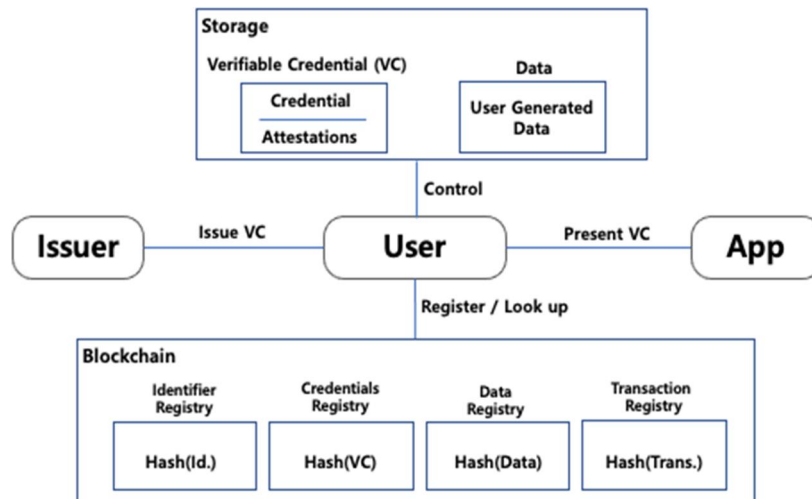 Storage
Verifiable Credential (VC)
Data
Credential
Attestations
User Generated
Data
Control
Issuer
Issue VC
User
Present VC
App
Register / Look up
Blockchain
Identifier
Registry
Credentials
Registry
Data
Registry
Transaction
Registry
Hash(Id.)
Hash(VC)
Hash(Data)
Hash(Trans.)